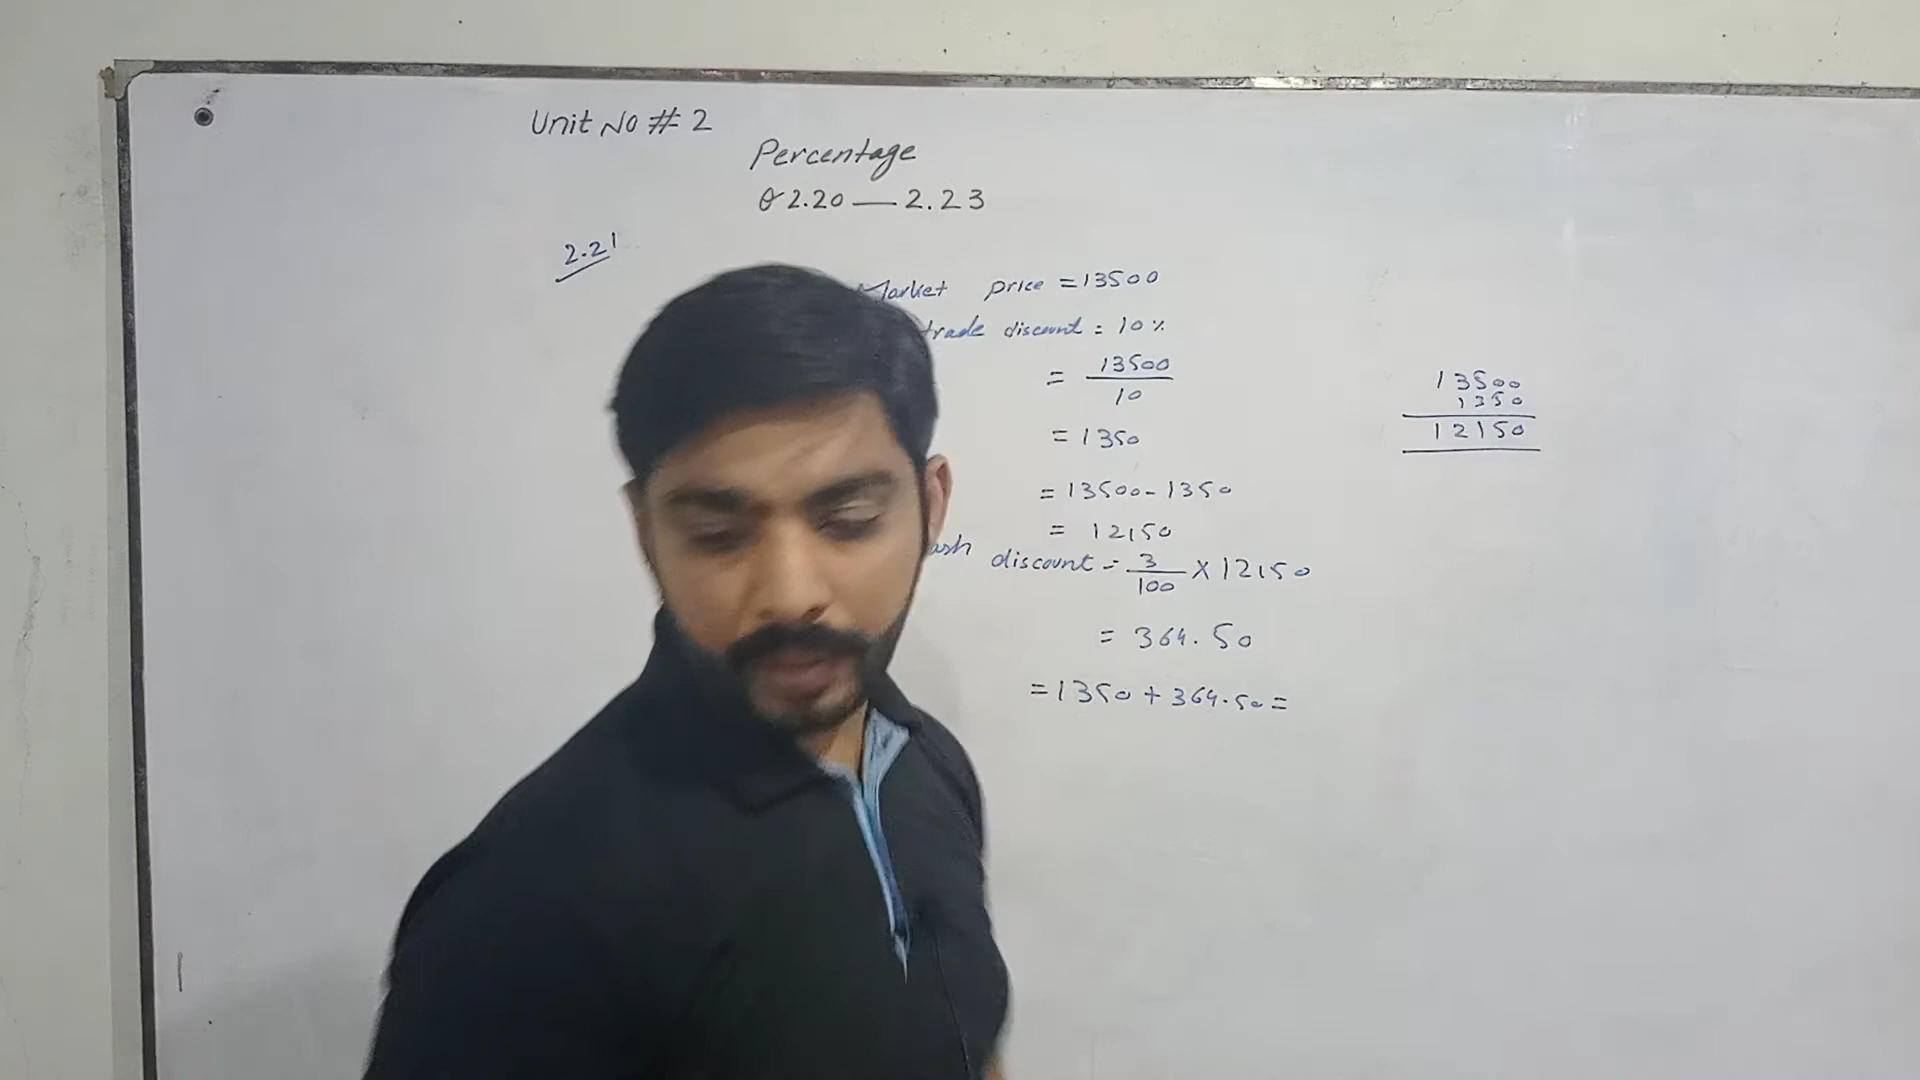 Unit No # 2
Percentage
Q 2.20 — 2.23
2.21
Market price = 13500
trade discount = 10 %
= 13500 / 10
= 1350
= 13500 - 1350
= 12150
ash discount = 3/100 × 12150
= 364.50
= 1350 + 364.50 =
13500
1350
12150